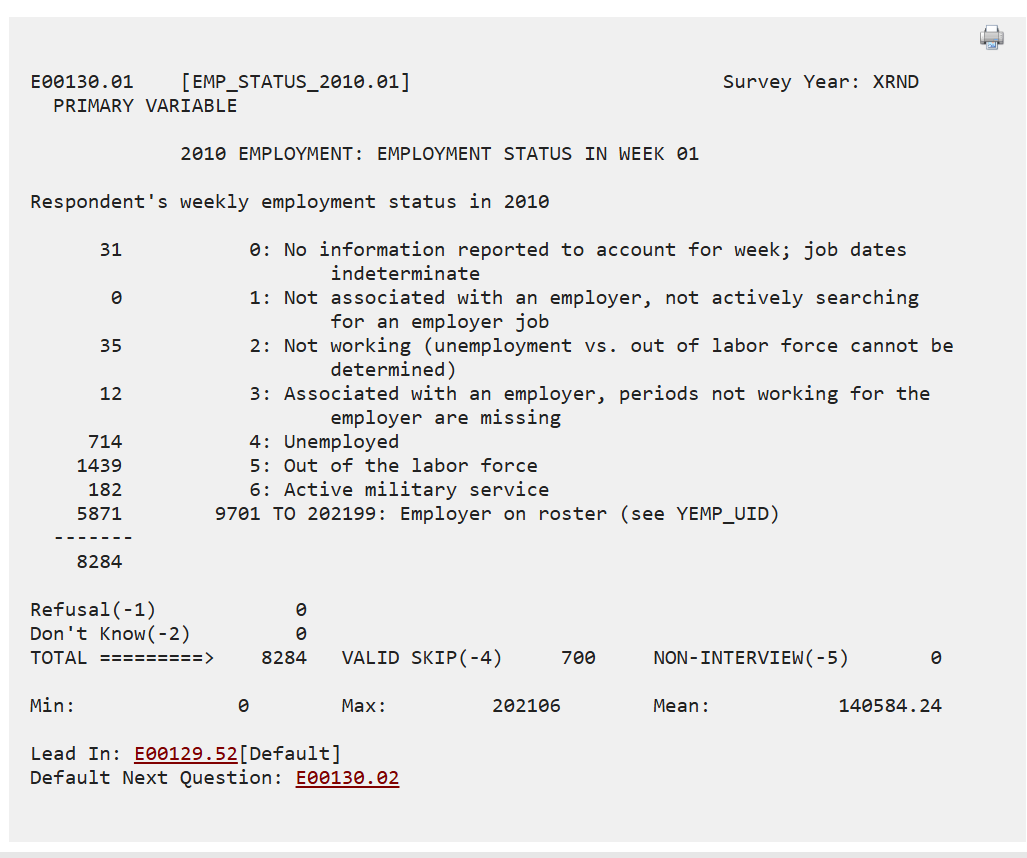 E00130.01    [EMP_STATUS_2010.01]                           Survey Year: XRND
  PRIMARY VARIABLE
             2010 EMPLOYMENT: EMPLOYMENT STATUS IN WEEK 01
Respondent's weekly employment status in 2010
      31           0: No information reported to account for week; job dates
                          indeterminate
       0           1: Not associated with an employer, not actively searching
                          for an employer job
      35           2: Not working (unemployment vs. out of labor force cannot be
                          determined)
      12           3: Associated with an employer, periods not working for the
                          employer are missing
     714           4: Unemployed
    1439           5: Out of the labor force
     182           6: Active military service
    5871        9701 TO 202199: Employer on roster (see YEMP_UID)
  -------
    8284
Refusal(-1)            0
Don't Know(-2)         0
TOTAL =========>    8284   VALID SKIP(-4)     700     NON-INTERVIEW(-5)       0
Min:              0        Max:         202106        Mean:           140584.24
Lead In: E00129.52[Default]
Default Next Question: E00130.02